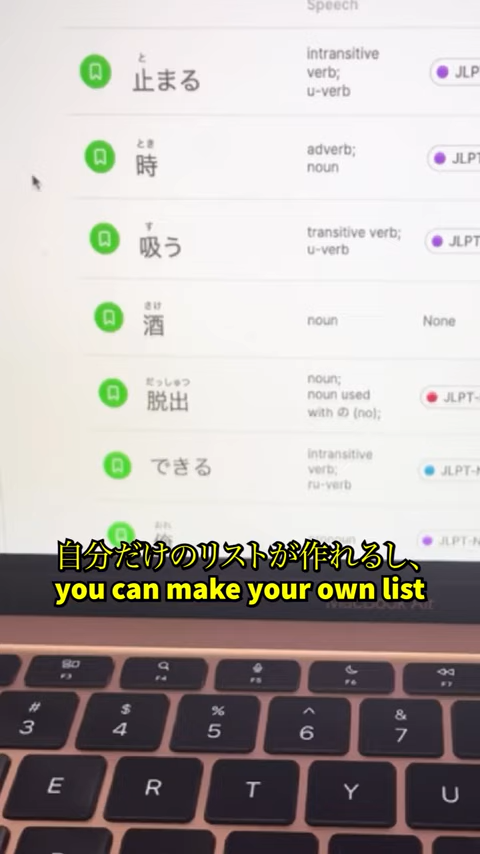 Speech
と
止まる
intransitive
verb;
u-verb
JLP
とき
時
adverb;
noun
JLPT
す
吸う
transitive verb;
u-verb
JLPT
さけ
酒
noun
None
だっしゅつ
脱出
noun;
noun used
with の (no);
JLPT-
できる
intransitive
verb;
ru-verb
JLPT-N
おれ
俺
JLPT-N
自分だけのリストが作れるし、
you can make your own list
MacBook Air
F3
F4
F5
F6
F7
#
3
$
4
%
5
^
6
&
7
E
R
T
Y
U